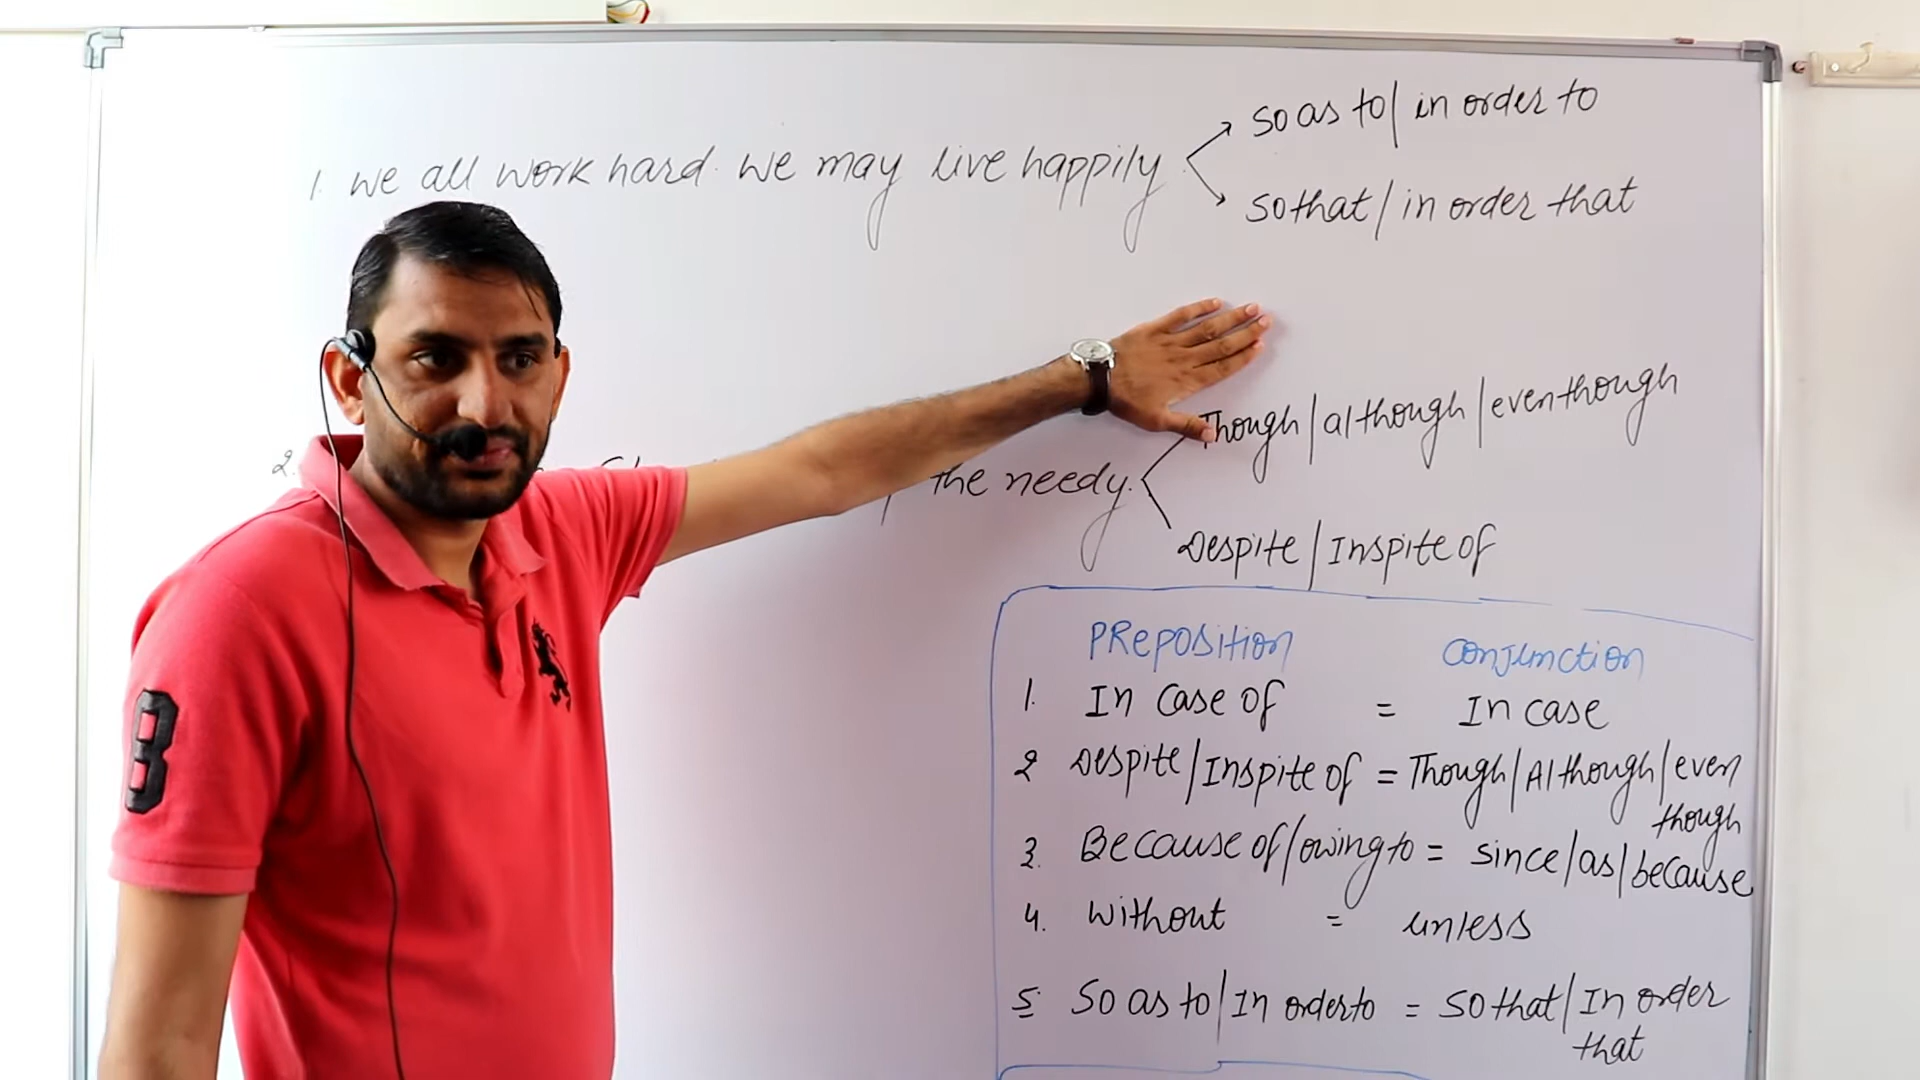 so as to / in order to
1. we all work hard. we may live happily.
so that / in order that
Though / although / even though
2. the needy.
Despite / Inspite of
PRePOSition Conjunction
1. In case of = In case
2 Despite / Inspite of = Though / Although / even
though
3. Because of / owing to = since / as / because
4. without = unless
5. So as to / In order to = So that / In order
that
3